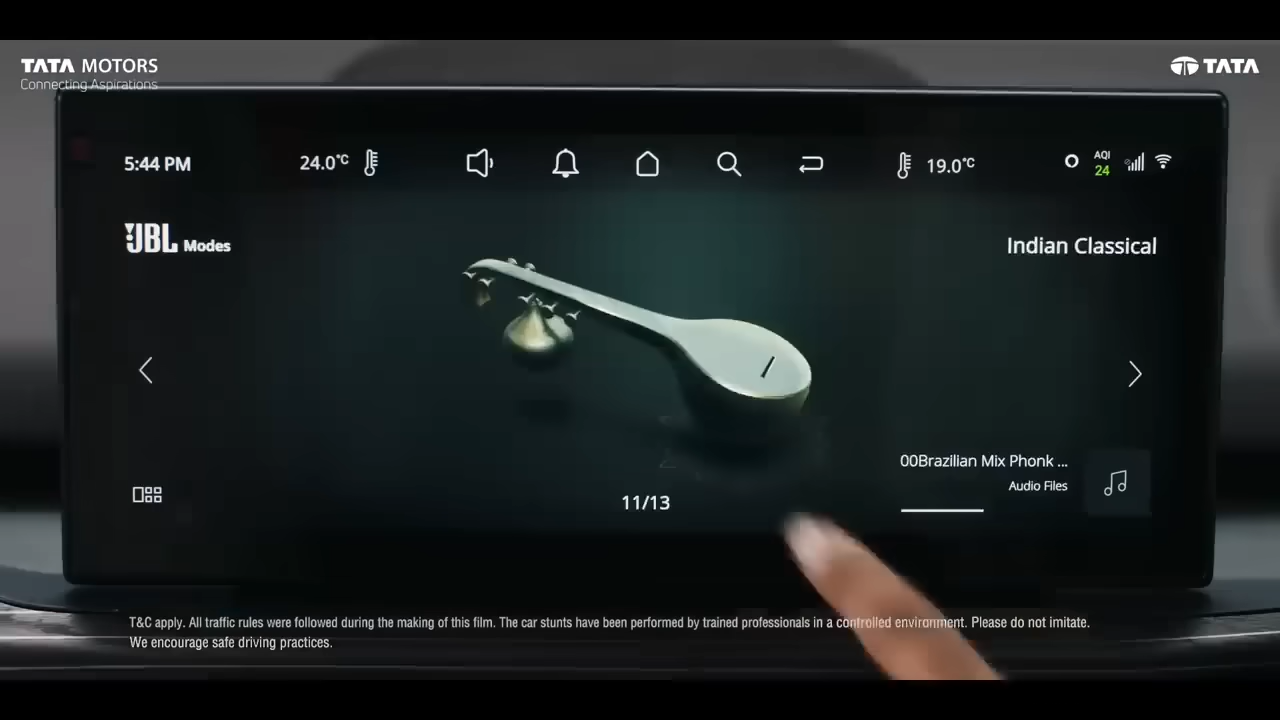 TATA MOTORS
Connecting Aspirations
TATA
5:44 PM
24.0°C
19.0°C
AQI
24
JBL Modes
Indian Classical
00Brazilian Mix Phonk ...
Audio Files
11/13
T&C apply. All traffic rules were followed during the making of this film. The car stunts have been performed by trained professionals in a controlled environment. Please do not imitate.
We encourage safe driving practices.